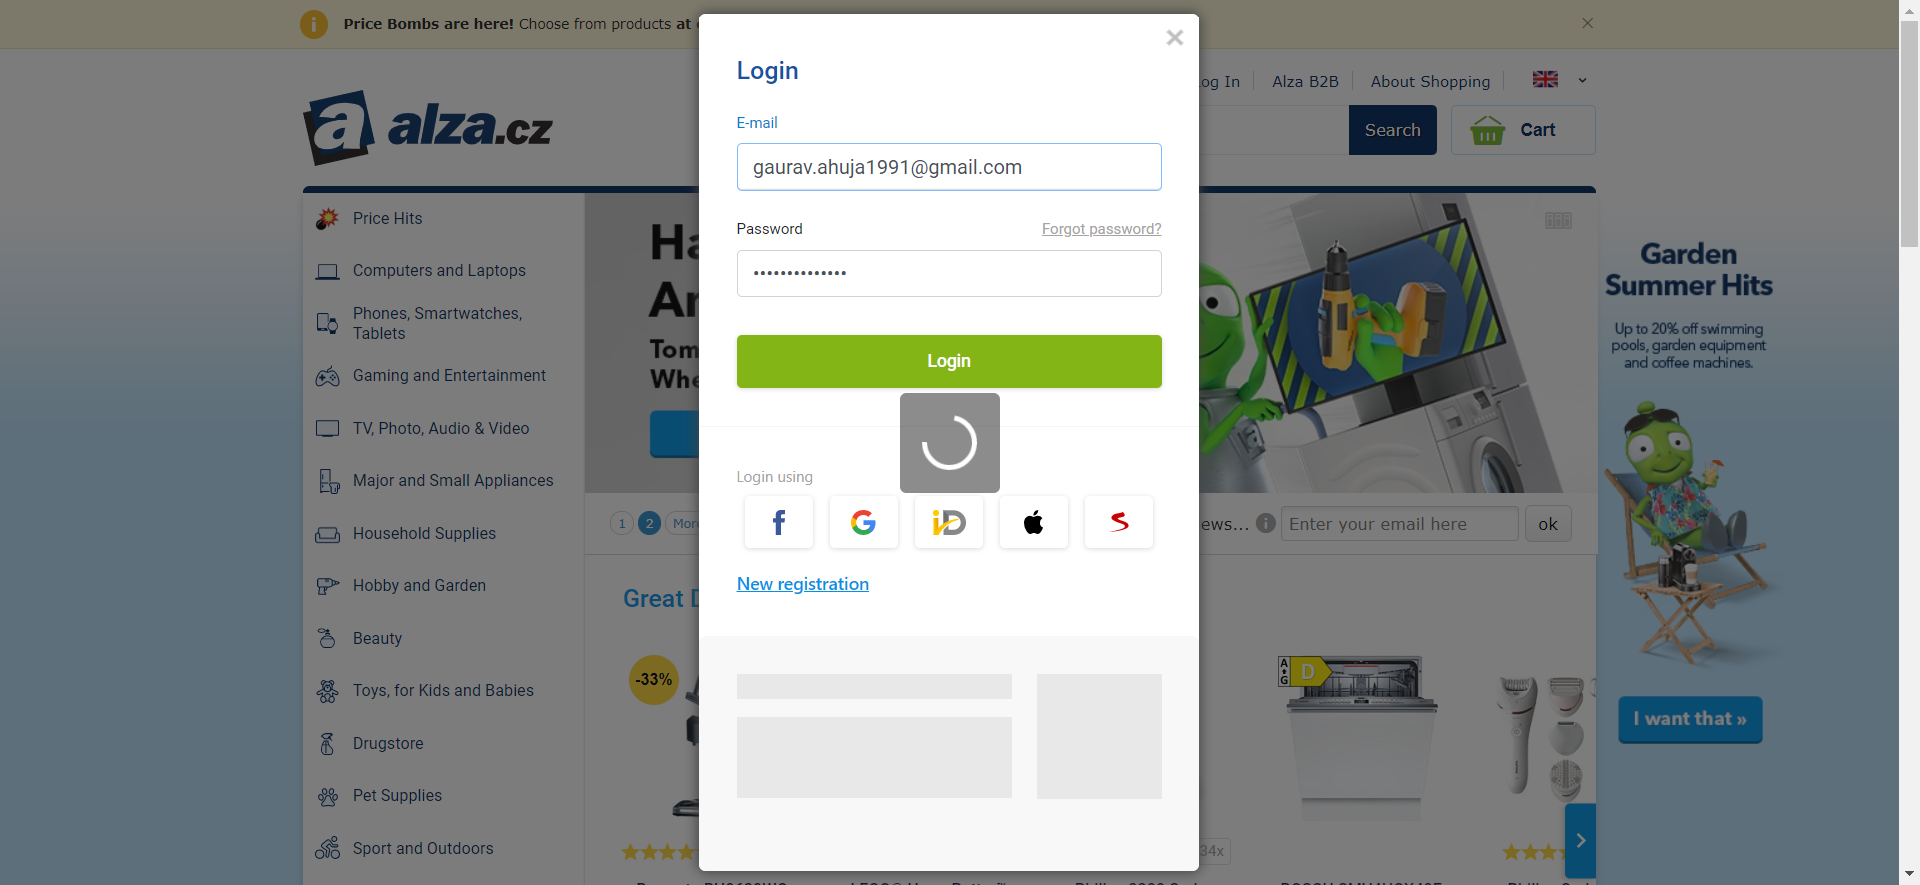 Price Bombs are here! Choose from products at
Login
E-mail
gaurav.ahuja1991@gmail.com
Password
Forgot password?
••••••••••••••
Login
Login using
New registration
og In
Alza B2B
About Shopping
alza.cz
Search
Cart
Price Hits
Computers and Laptops
Phones, Smartwatches,
Tablets
Gaming and Entertainment
TV, Photo, Audio & Video
Major and Small Appliances
Household Supplies
Hobby and Garden
Beauty
Toys, for Kids and Babies
Drugstore
Pet Supplies
Sport and Outdoors
Ha
Ar
Tom
Whe
1
2
More
ews...
Enter your email here
ok
Great D
-33%
A
G
D
34x
Garden
Summer Hits
Up to 20% off swimming
pools, garden equipment
and coffee machines.
I want that »